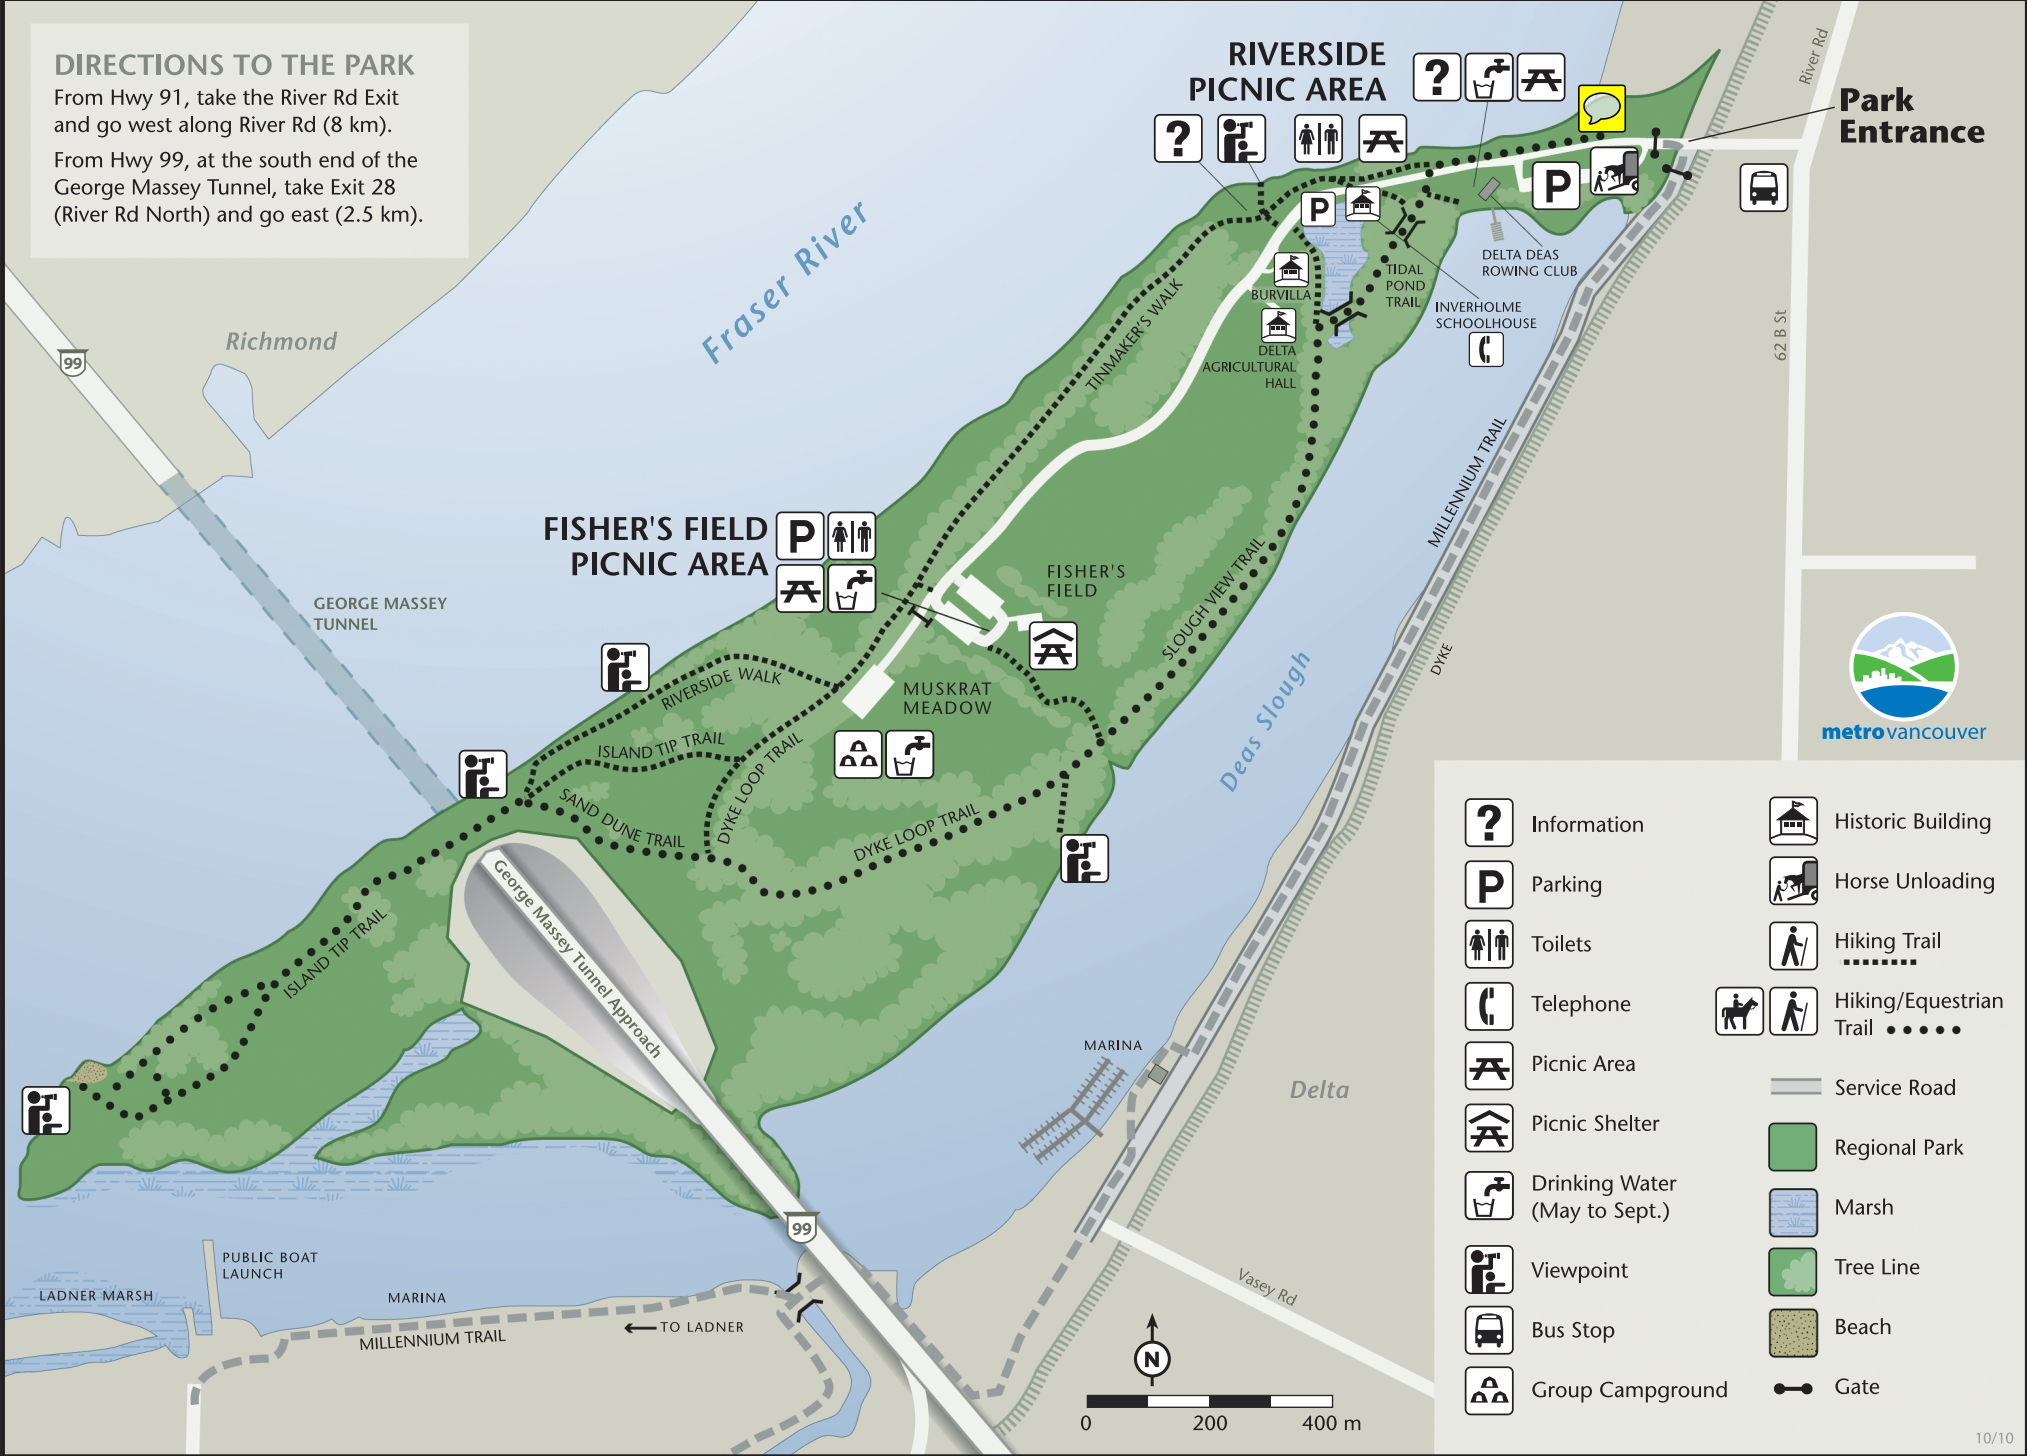 DIRECTIONS TO THE PARK
From Hwy 91, take the River Rd Exit
and go west along River Rd (8 km).
From Hwy 99, at the south end of the
George Massey Tunnel, take Exit 28
(River Rd North) and go east (2.5 km).
RIVERSIDE
PICNIC AREA
?
?
River Rd
Park
Entrance
P
P
DELTA DEAS
ROWING CLUB
TIDAL
POND
TRAIL
BURVILLA
INVERHOLME
SCHOOLHOUSE
DELTA
AGRICULTURAL
HALL
62 B St
Fraser River
Richmond
99
TINMAKER'S WALK
MILLENNIUM TRAIL
FISHER'S FIELD
PICNIC AREA
P
FISHER'S
FIELD
SLOUGH VIEW TRAIL
GEORGE MASSEY
TUNNEL
DYKE
Deas Slough
RIVERSIDE WALK
MUSKRAT
MEADOW
ISLAND TIP TRAIL
DYKE LOOP TRAIL
SAND DUNE TRAIL
DYKE LOOP TRAIL
metrovancouver
George Massey Tunnel Approach
ISLAND TIP TRAIL
MARINA
Delta
99
PUBLIC BOAT
LAUNCH
LADNER MARSH
MARINA
MILLENNIUM TRAIL
TO LADNER
Vasey Rd
N
0 200 400 m
? Information
P Parking
Toilets
Telephone
Picnic Area
Picnic Shelter
Drinking Water
(May to Sept.)
Viewpoint
Bus Stop
Group Campground
Historic Building
Horse Unloading
Hiking Trail
Hiking/Equestrian
Trail
Service Road
Regional Park
Marsh
Tree Line
Beach
Gate
10/10